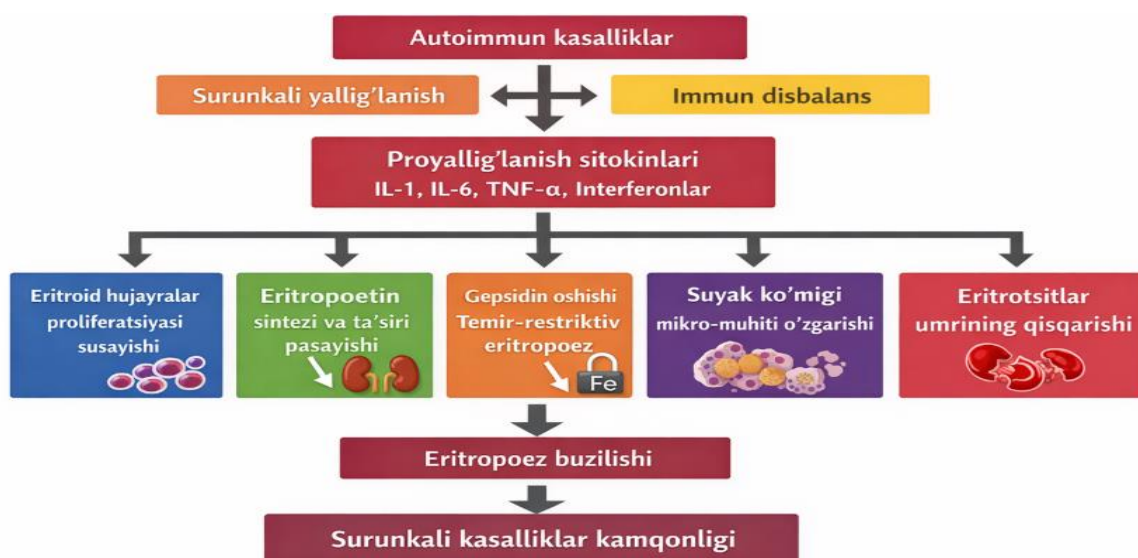 Autoimmun kasalliklar
Surunkali yallig’lanish
Immun disbalans
Proyallig’lanish sitokinlari
IL-1, IL-6, TNF-α, Interferonlar
Eritroid hujayralar
proliferatsiyasi
susayishi
Eritropoetin
sintezi va ta’siri
pasayishi
Gepsidin oshishi
Temir-restriktiv
eritropoez
Fe
Suyak ko’migi
mikro-muhiti o’zgarishi
Eritrotsitlar
umrining qisqarishi
Eritropoez buzilishi
Surunkali kasalliklar kamqonligi